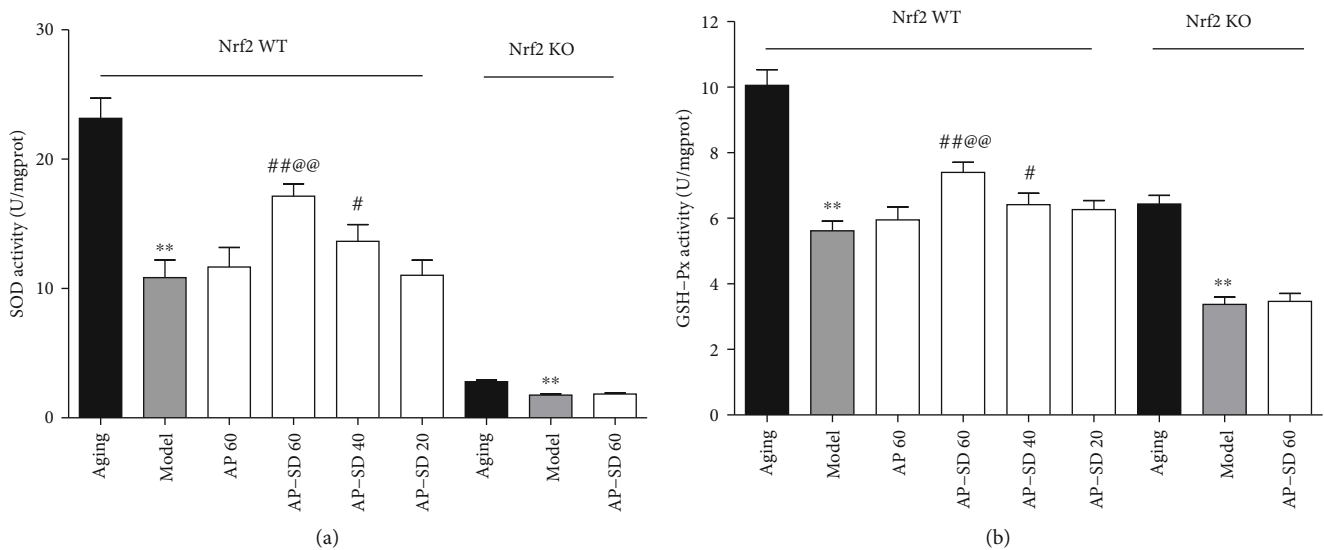 30
20
10
0
SOD activity (U/mgprot)
Nrf2 WT
Nrf2 KO
**
##@@
#
**
Aging
Model
AP 60
AP–SD 60
AP–SD 40
AP–SD 20
Aging
Model
AP–SD 60
(a)
12
10
8
6
4
2
0
GSH–Px activity (U/mgprot)
Nrf2 WT
Nrf2 KO
**
##@@
#
**
Aging
Model
AP 60
AP–SD 60
AP–SD 40
AP–SD 20
Aging
Model
AP–SD 60
(b)